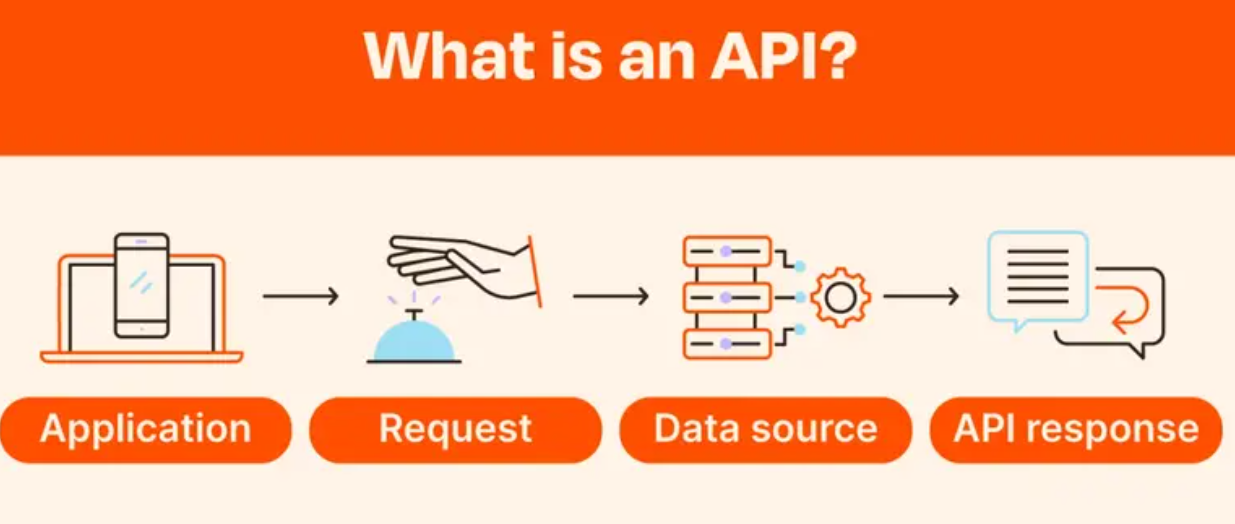 What is an API?
Application
Request
Data source
API response